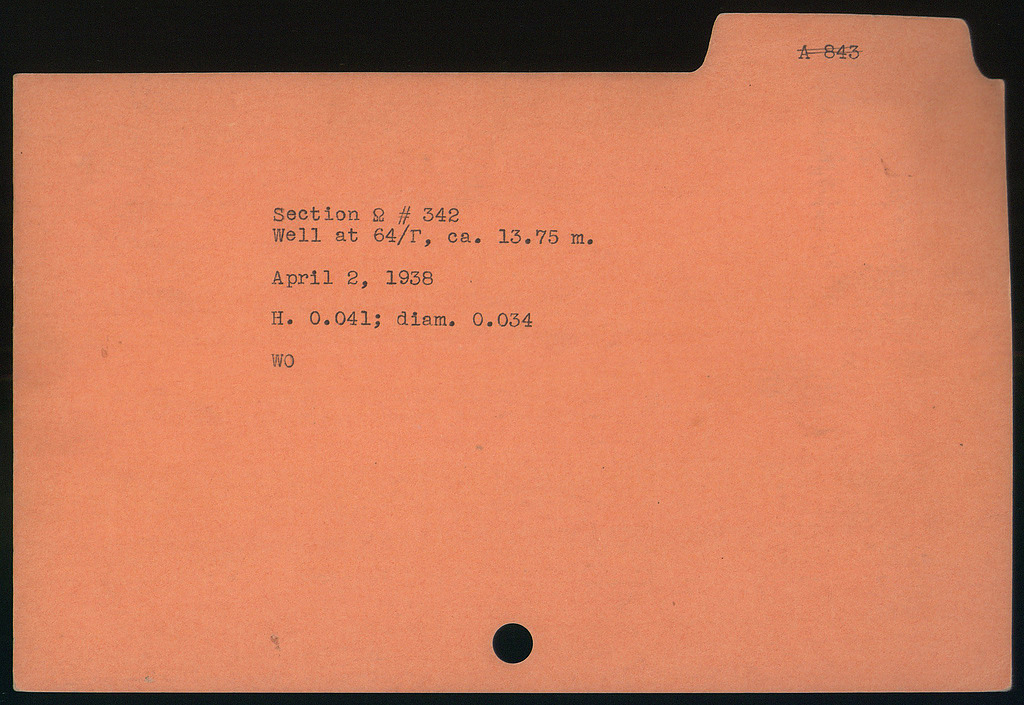 A 843
Section Ω # 342
Well at 64/Γ, ca. 13.75 m.
April 2, 1938
H. 0.041; diam. 0.034
WO